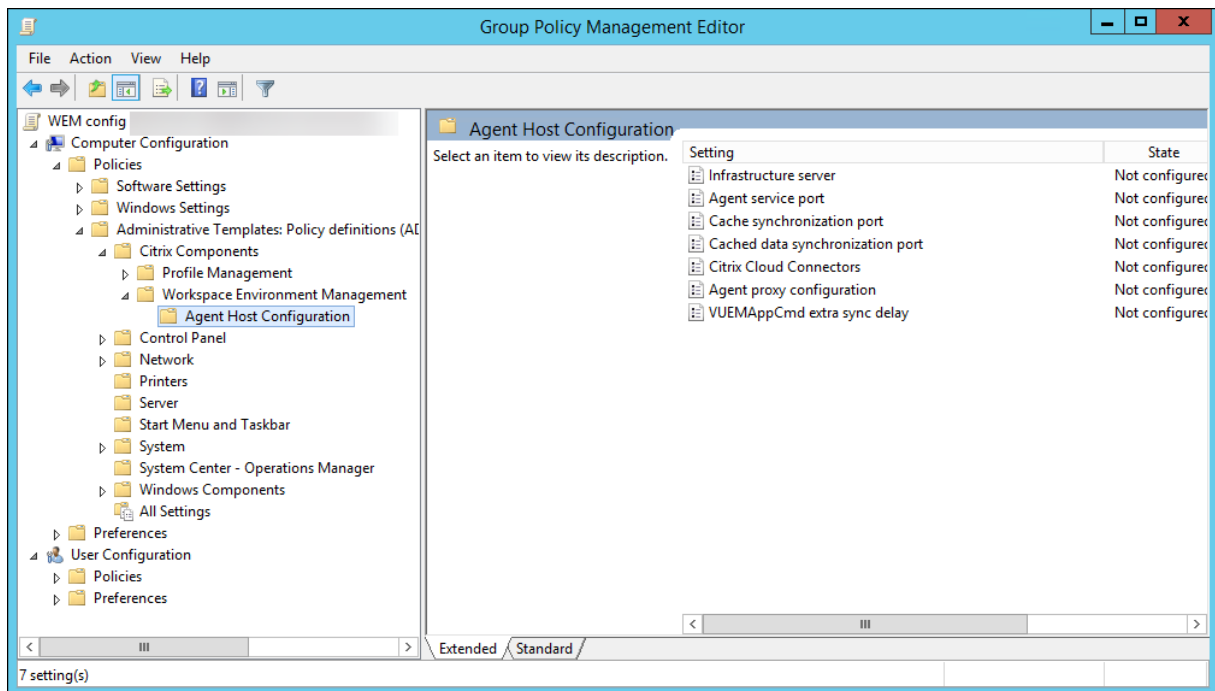 Group Policy Management Editor
File Action View Help
WEM config
Computer Configuration
Policies
Software Settings
Windows Settings
Administrative Templates: Policy definitions (AD
Citrix Components
Profile Management
Workspace Environment Management
Agent Host Configuration
Control Panel
Network
Printers
Server
Start Menu and Taskbar
System
System Center - Operations Manager
Windows Components
All Settings
Preferences
User Configuration
Policies
Preferences
Agent Host Configuration
Select an item to view its description.
Setting State
Infrastructure server Not configured
Agent service port Not configured
Cache synchronization port Not configured
Cached data synchronization port Not configured
Citrix Cloud Connectors Not configured
Agent proxy configuration Not configured
VUEMAppCmd extra sync delay Not configured
Extended Standard
7 setting(s)